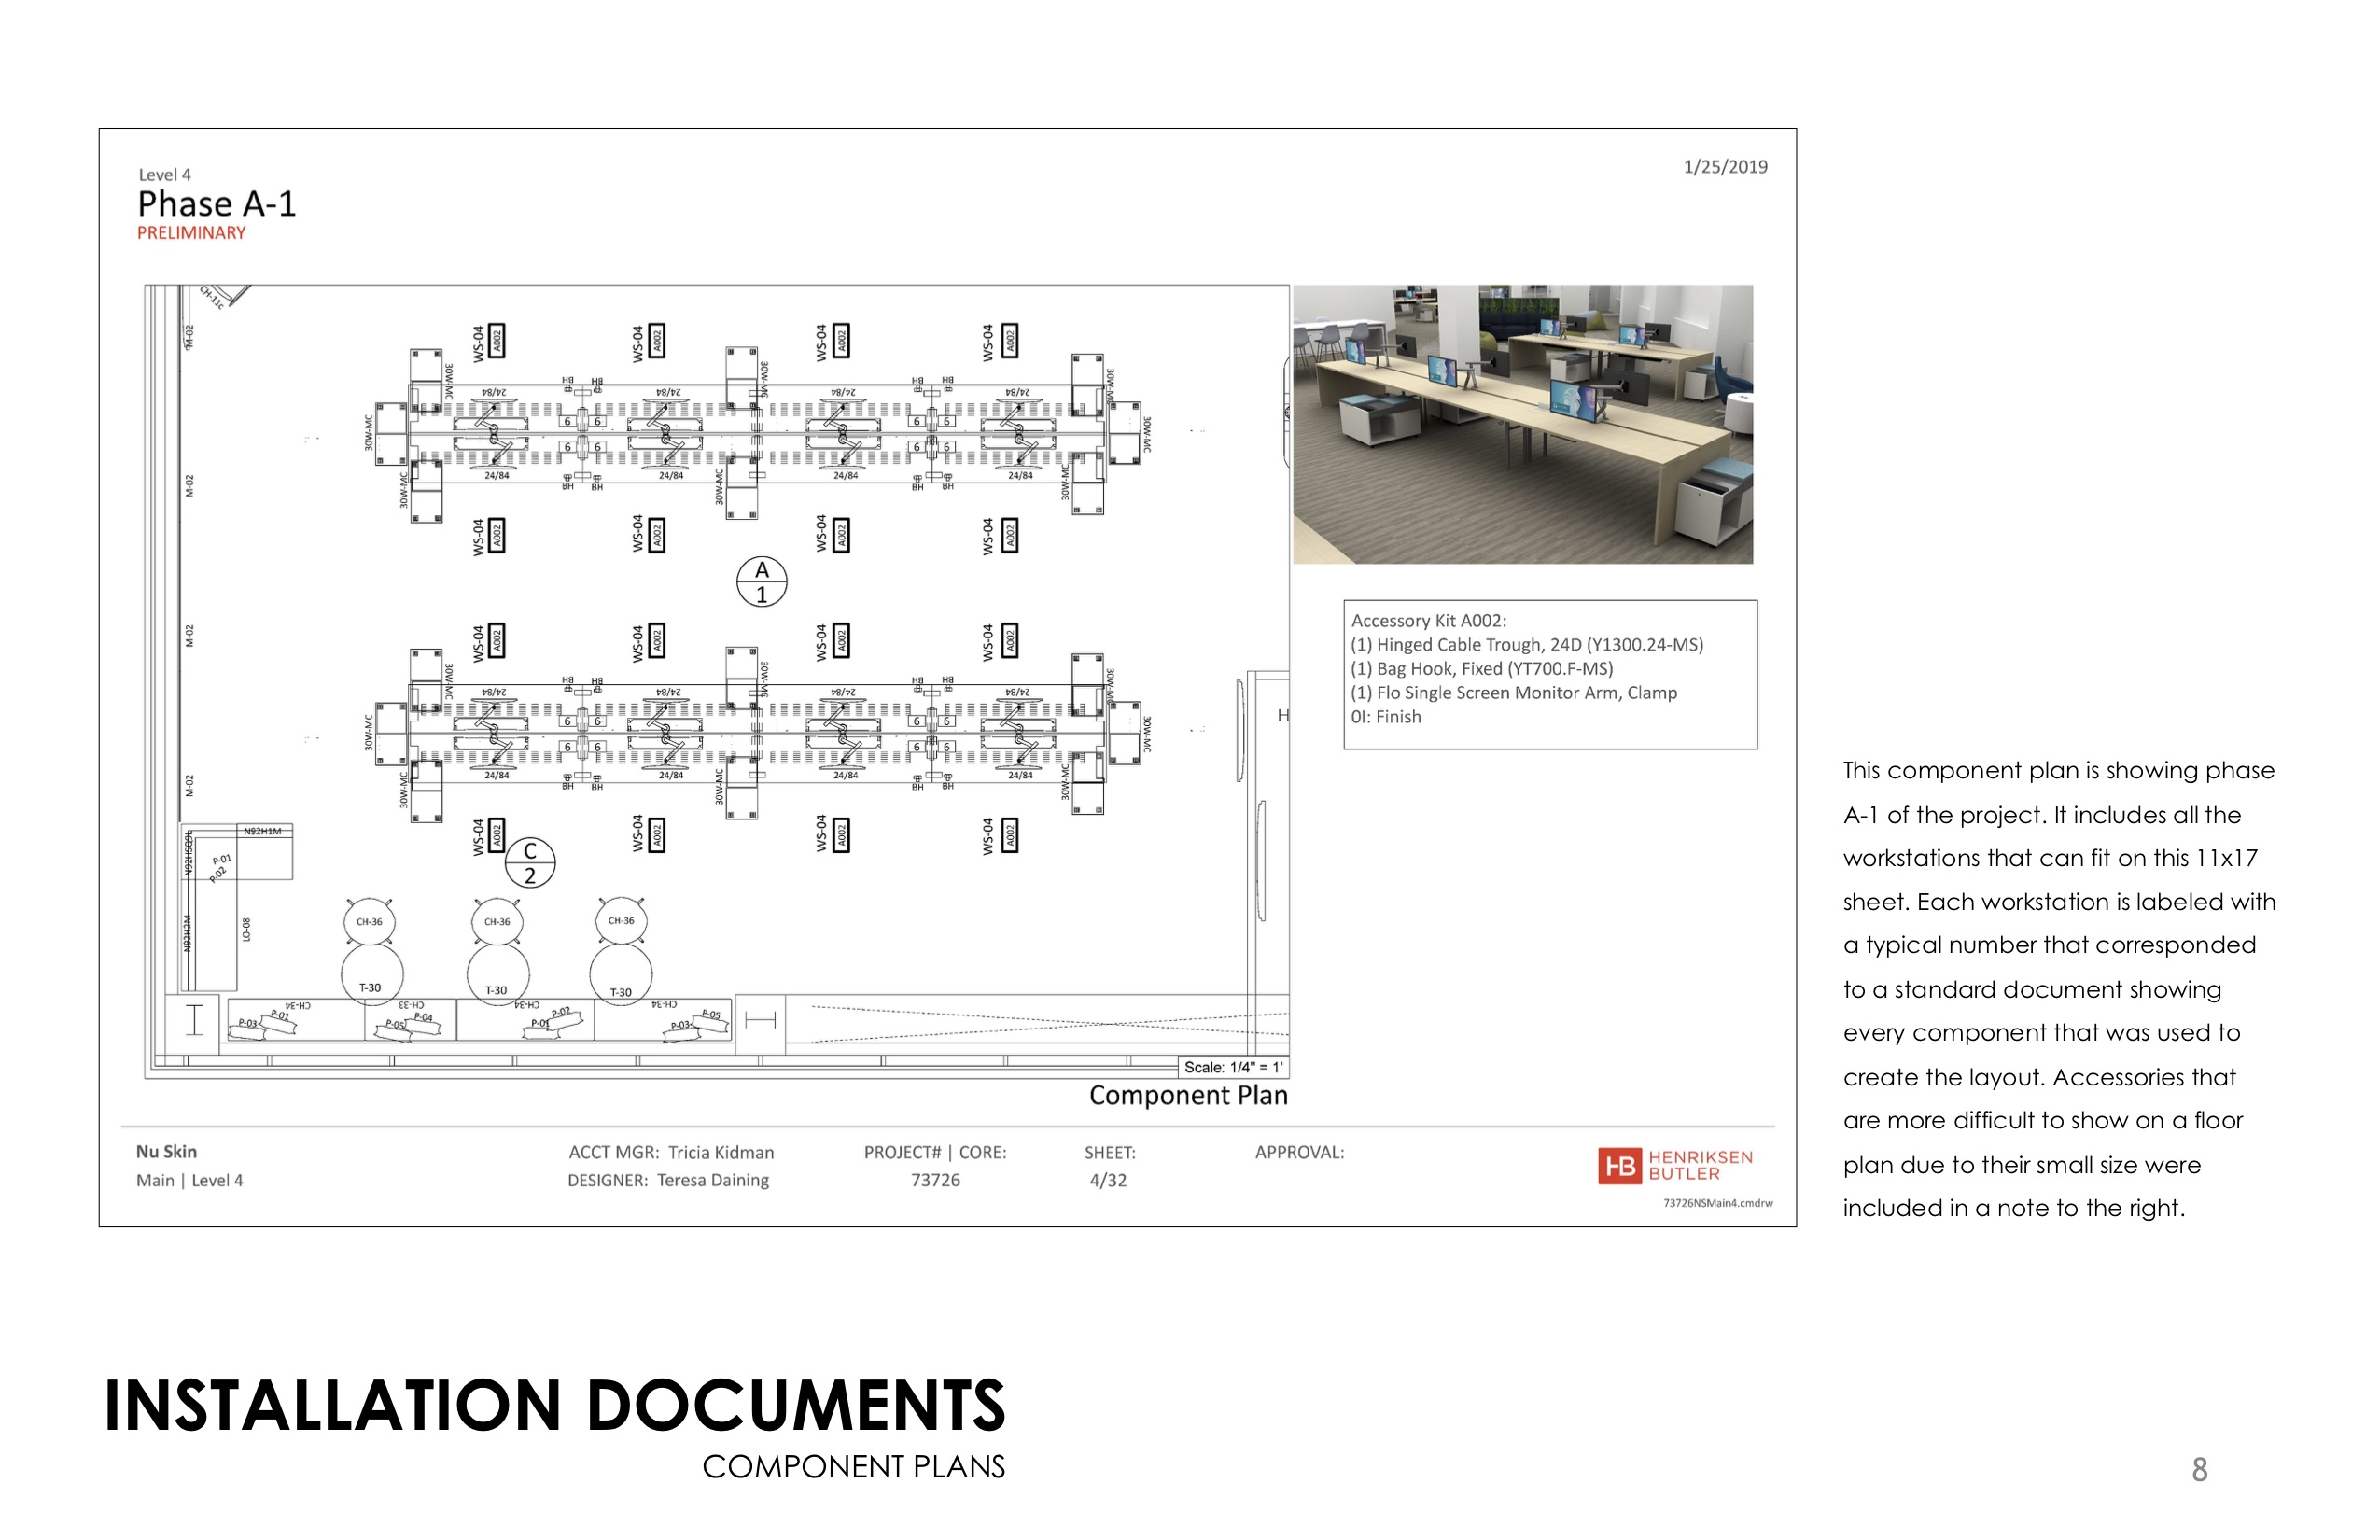 Level 4
Phase A-1
PRELIMINARY
1/25/2019
CH-11c
M-02
M-02
M-02
M-02
WS-04 A002 WS-04 A002 WS-04 A002 WS-04 A002
30W-MC 30W-MC 30W-MC
BH BH BH BH
24/84 24/84 24/84 24/84
30W-MC 6 6 6 6 30W-MC
6 6 6 6
24/84 24/84 24/84 24/84
30W-MC 30W-MC 30W-MC
BH BH BH BH
WS-04 A002 WS-04 A002 WS-04 A002 WS-04 A002
A
1
WS-04 A002 WS-04 A002 WS-04 A002 WS-04 A002
30W-MC 30W-MC 30W-MC
BH BH BH BH
24/84 24/84 24/84 24/84
30W-MC 6 6 6 6 30W-MC
6 6 6 6
24/84 24/84 24/84 24/84
30W-MC 30W-MC 30W-MC
BH BH BH BH
WS-04 A002 WS-04 A002 WS-04 A002 WS-04 A002
C
2
H
N92H1M
P-01
P-02
N92H2M
LO-08
CH-36 CH-36 CH-36
T-30 T-30 T-30
CH-34 CH-33 CH-34 CH-34
P-03 P-01 P-05 P-04 P-02 P-03 P-05
Scale: 1/4" = 1'
Component Plan
Accessory Kit A002:
(1) Hinged Cable Trough, 24D (Y1300.24-MS)
(1) Bag Hook, Fixed (YT700.F-MS)
(1) Flo Single Screen Monitor Arm, Clamp
0I: Finish
Nu Skin
Main | Level 4
ACCT MGR: Tricia Kidman
DESIGNER: Teresa Daining
PROJECT# | CORE:
73726
SHEET:
4/32
APPROVAL:
HB HENRIKSEN
BUTLER
73726NSMain4.cmdrw
This component plan is showing phase
A-1 of the project. It includes all the
workstations that can fit on this 11x17
sheet. Each workstation is labeled with
a typical number that corresponded
to a standard document showing
every component that was used to
create the layout. Accessories that
are more difficult to show on a floor
plan due to their small size were
included in a note to the right.
INSTALLATION DOCUMENTS
COMPONENT PLANS
8